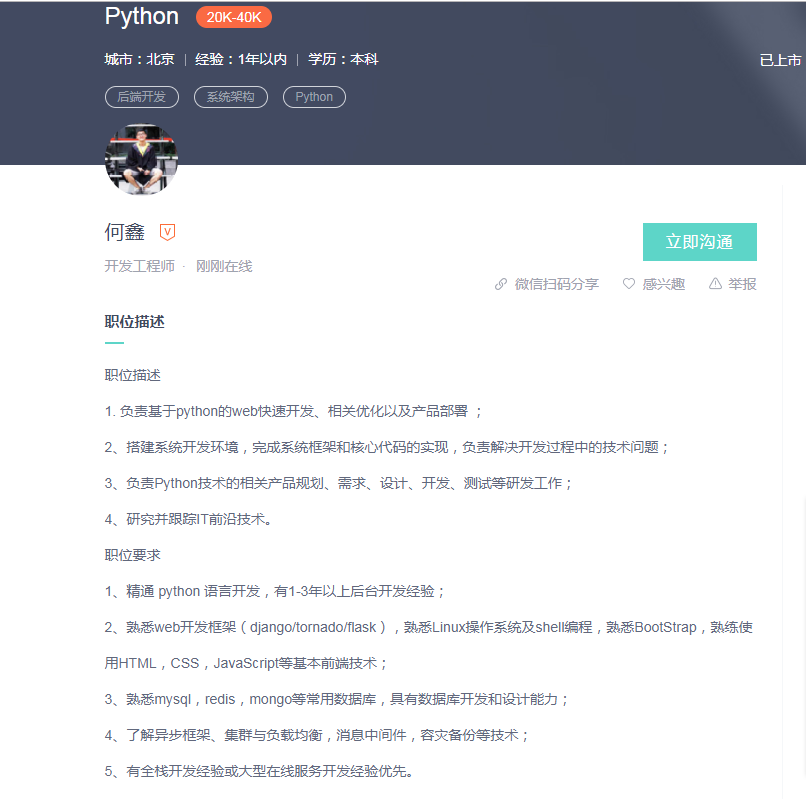 Python 20K-40K
城市：北京 | 经验：1年以内 | 学历：本科
已上市
后端开发 系统架构 Python
何鑫 V
立即沟通
开发工程师 · 刚刚在线
微信扫码分享 感兴趣 举报
职位描述
职位描述
1. 负责基于python的web快速开发、相关优化以及产品部署 ；
2、搭建系统开发环境，完成系统框架和核心代码的实现，负责解决开发过程中的技术问题；
3、负责Python技术的相关产品规划、需求、设计、开发、测试等研发工作；
4、研究并跟踪IT前沿技术。
职位要求
1、精通 python 语言开发，有1-3年以上后台开发经验；
2、熟悉web开发框架（django/tornado/flask），熟悉Linux操作系统及shell编程，熟悉BootStrap，熟练使
用HTML，CSS，JavaScript等基本前端技术；
3、熟悉mysql，redis，mongo等常用数据库，具有数据库开发和设计能力；
4、了解异步框架、集群与负载均衡，消息中间件，容灾备份等技术；
5、有全栈开发经验或大型在线服务开发经验优先。